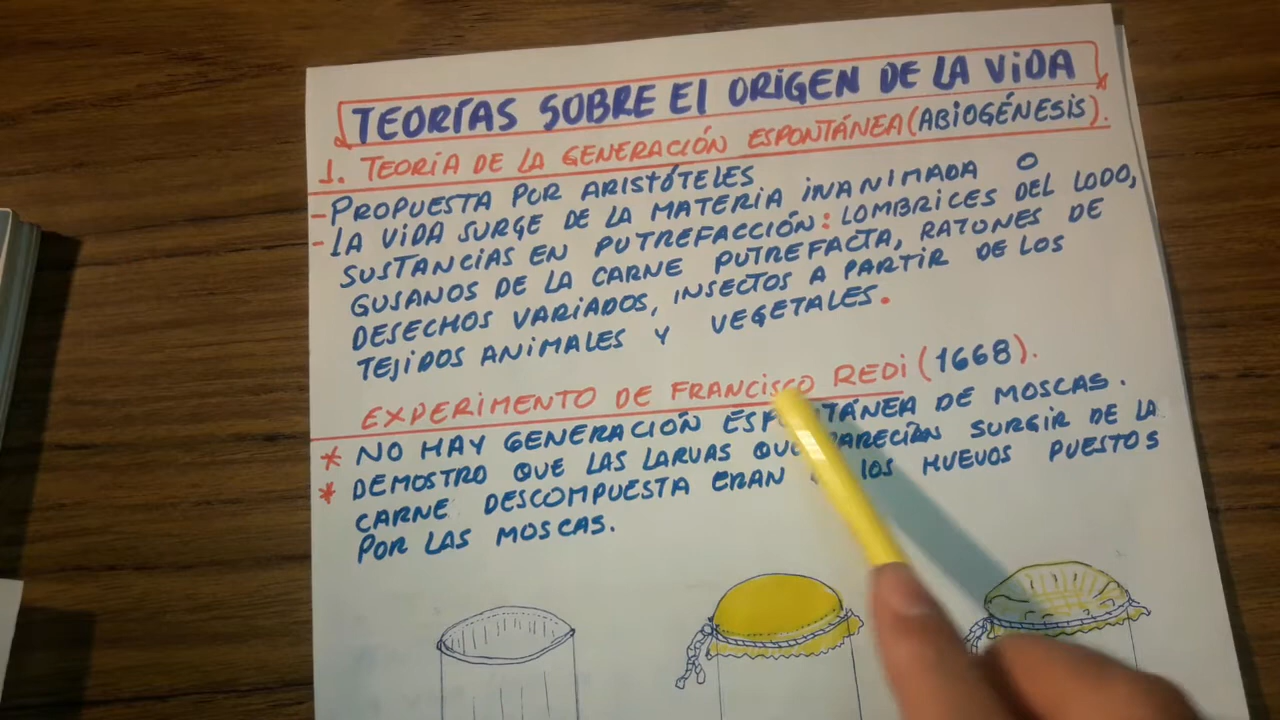 TEORÍAS SOBRE El ORIGEN DE LA ViDA
1. TEORÍA DE LA GENERACIÓN ESPONTÁNEA (ABIOGÉNESIS).
- PROPUESTA POR ARISTÓTELES
- LA ViDA SURGE DE LA MATERIA INANIMADA O
SUSTANCIAS EN PUTREFACCIÓN: LOMBRICES DEL LODO,
GUSANOS DE LA CARNE PUTREFACTA, RATONES DE
DESECHOS VARIADOS, INSECTOS A PARTIR DE LOS
TEJIDOS ANIMALES Y VEGETALES.
EXPERIMENTO DE FRANCISCO REDI (1668).
* NO HAY GENERACIÓN DE MOSCAS.
* DEMOSTRO QUE LAS LARVAS SURGIR DE LA
CARNE DESCOMPUESTA ERAN LOS HUEVOS PUESTOS
POR LAS MOSCAS.